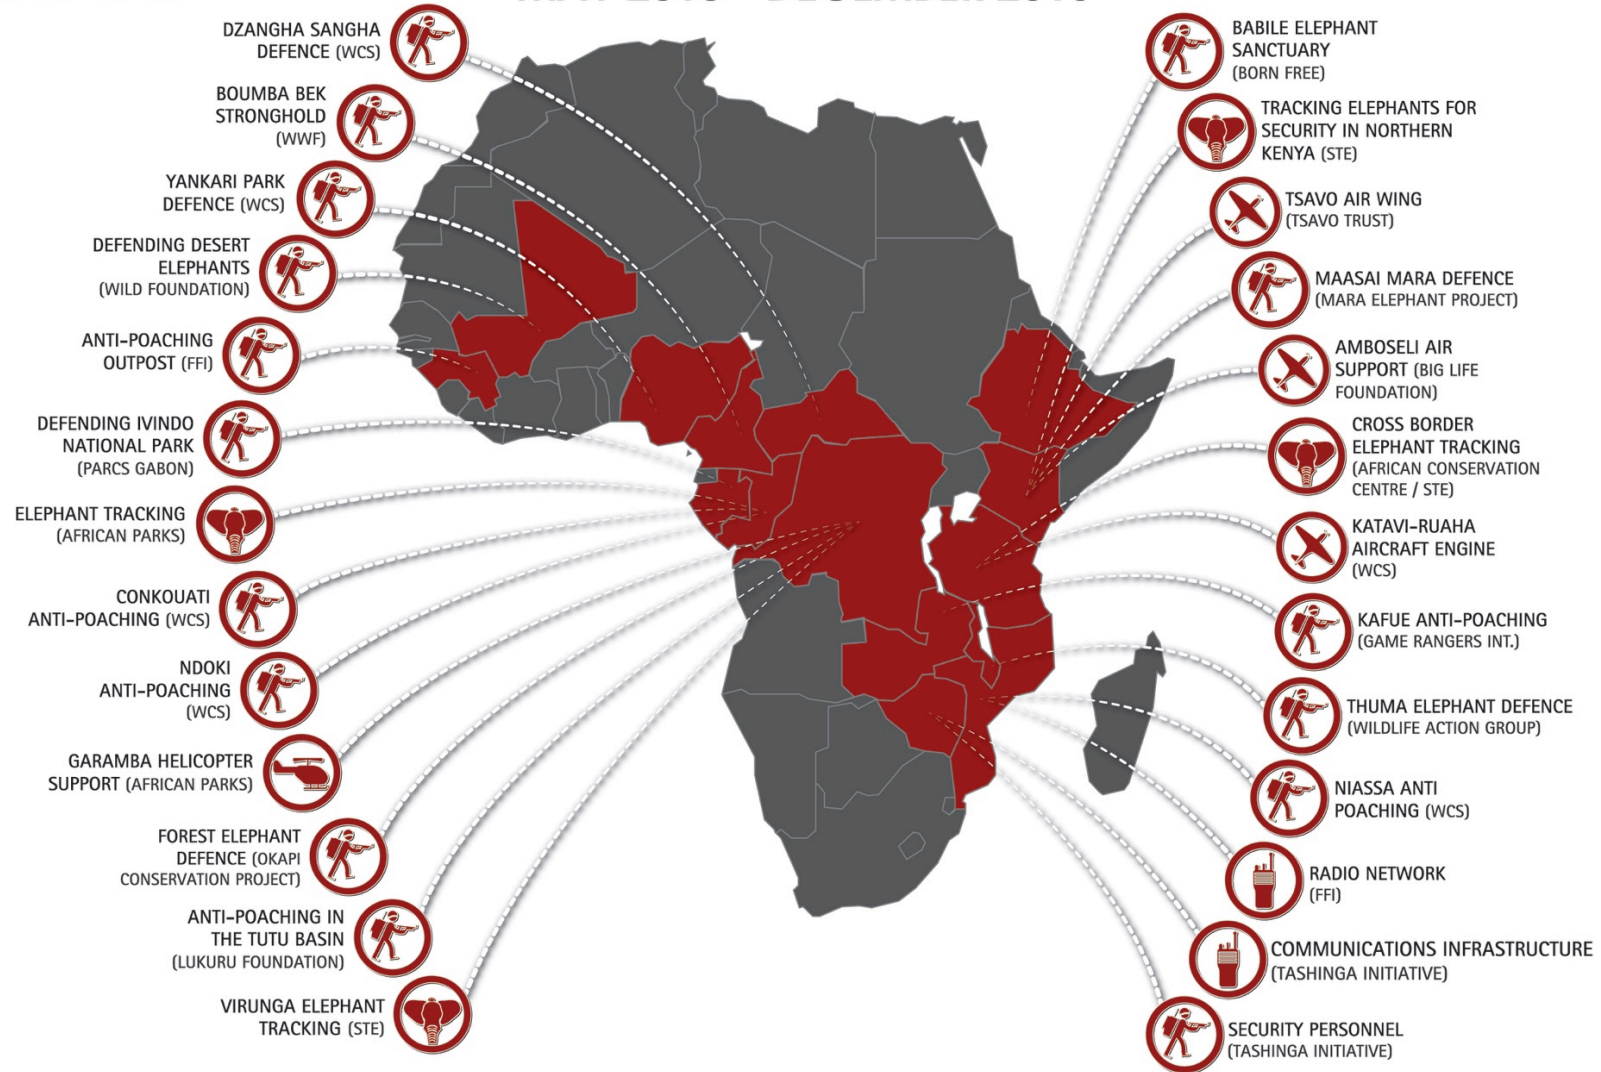 DZANGHA SANGHA
DEFENCE (WCS)
BOUMBA BEK
STRONGHOLD
(WWF)
YANKARI PARK
DEFENCE (WCS)
DEFENDING DESERT
ELEPHANTS
(WILD FOUNDATION)
ANTI-POACHING
OUTPOST (FFI)
DEFENDING IVINDO
NATIONAL PARK
(PARCS GABON)
ELEPHANT TRACKING
(AFRICAN PARKS)
CONKOUATI
ANTI-POACHING (WCS)
NDOKI
ANTI-POACHING
(WCS)
GARAMBA HELICOPTER
SUPPORT (AFRICAN PARKS)
FOREST ELEPHANT
DEFENCE (OKAPI
CONSERVATION PROJECT)
ANTI-POACHING IN
THE TUTU BASIN
(LUKURU FOUNDATION)
VIRUNGA ELEPHANT
TRACKING (STE)
BABILE ELEPHANT
SANCTUARY
(BORN FREE)
TRACKING ELEPHANTS FOR
SECURITY IN NORTHERN
KENYA (STE)
TSAVO AIR WING
(TSAVO TRUST)
MAASAI MARA DEFENCE
(MARA ELEPHANT PROJECT)
AMBOSELI AIR
SUPPORT (BIG LIFE
FOUNDATION)
CROSS BORDER
ELEPHANT TRACKING
(AFRICAN CONSERVATION
CENTRE / STE)
KATAVI-RUAHA
AIRCRAFT ENGINE
(WCS)
KAFUE ANTI-POACHING
(GAME RANGERS INT.)
THUMA ELEPHANT DEFENCE
(WILDLIFE ACTION GROUP)
NIASSA ANTI
POACHING (WCS)
RADIO NETWORK
(FFI)
COMMUNICATIONS INFRASTRUCTURE
(TASHINGA INITIATIVE)
SECURITY PERSONNEL
(TASHINGA INITIATIVE)